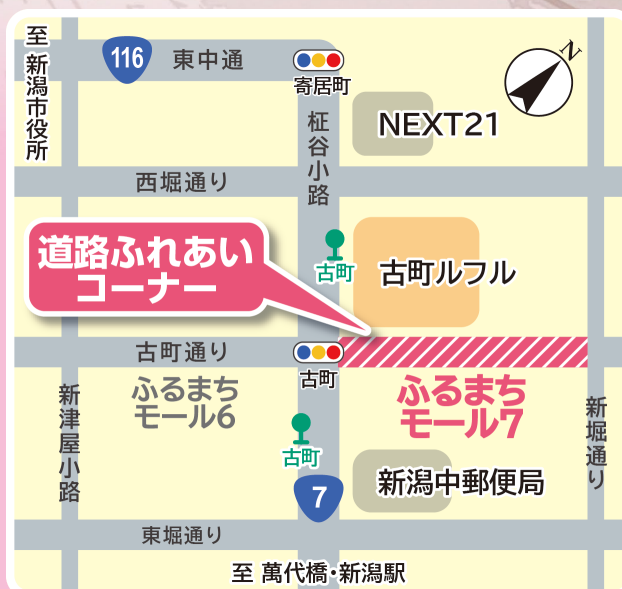 至 新潟市役所
116
東中通
寄居町
N
NEXT21
柾谷小路
西堀通り
道路ふれあい
コーナー
古町
古町ルフル
古町通り
古町
ふるまち
モール6
ふるまち
モール7
新津屋小路
新堀通り
古町
7
新潟中郵便局
東堀通り
至 萬代橋・新潟駅